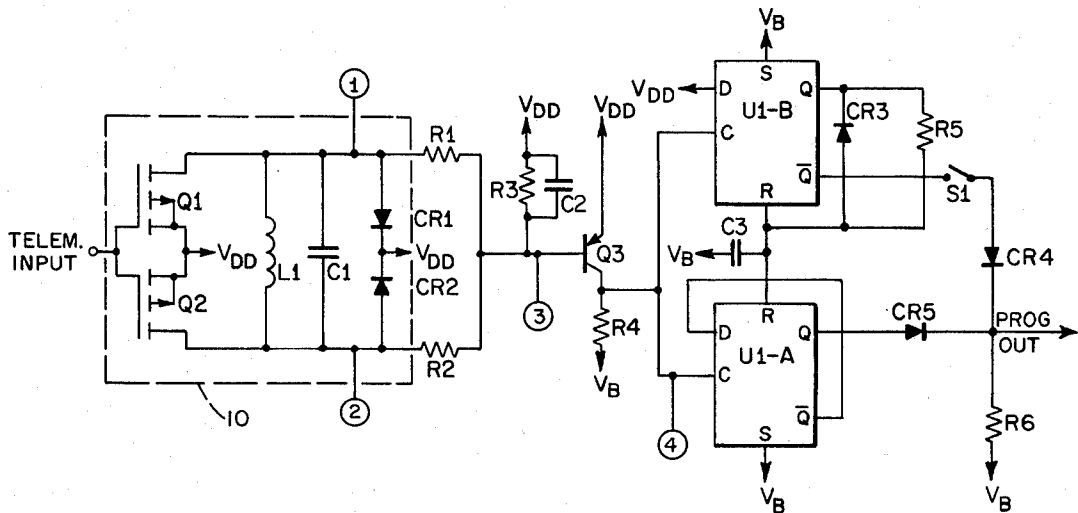 VB
S
D
Q
VDD
U1-B
CR3
R5
C
Q
S1
R
VDD
VDD
R1
R3
C2
C3
VB
CR4
Q1
CR1
TELEM.
INPUT
VDD
L1
C1
VDD
Q3
Q2
CR2
R4
R
CR5
PROG
OUT
D
Q
U1-A
C
Q
S
R2
VB
R6
VB
VB
10
1
2
3
4